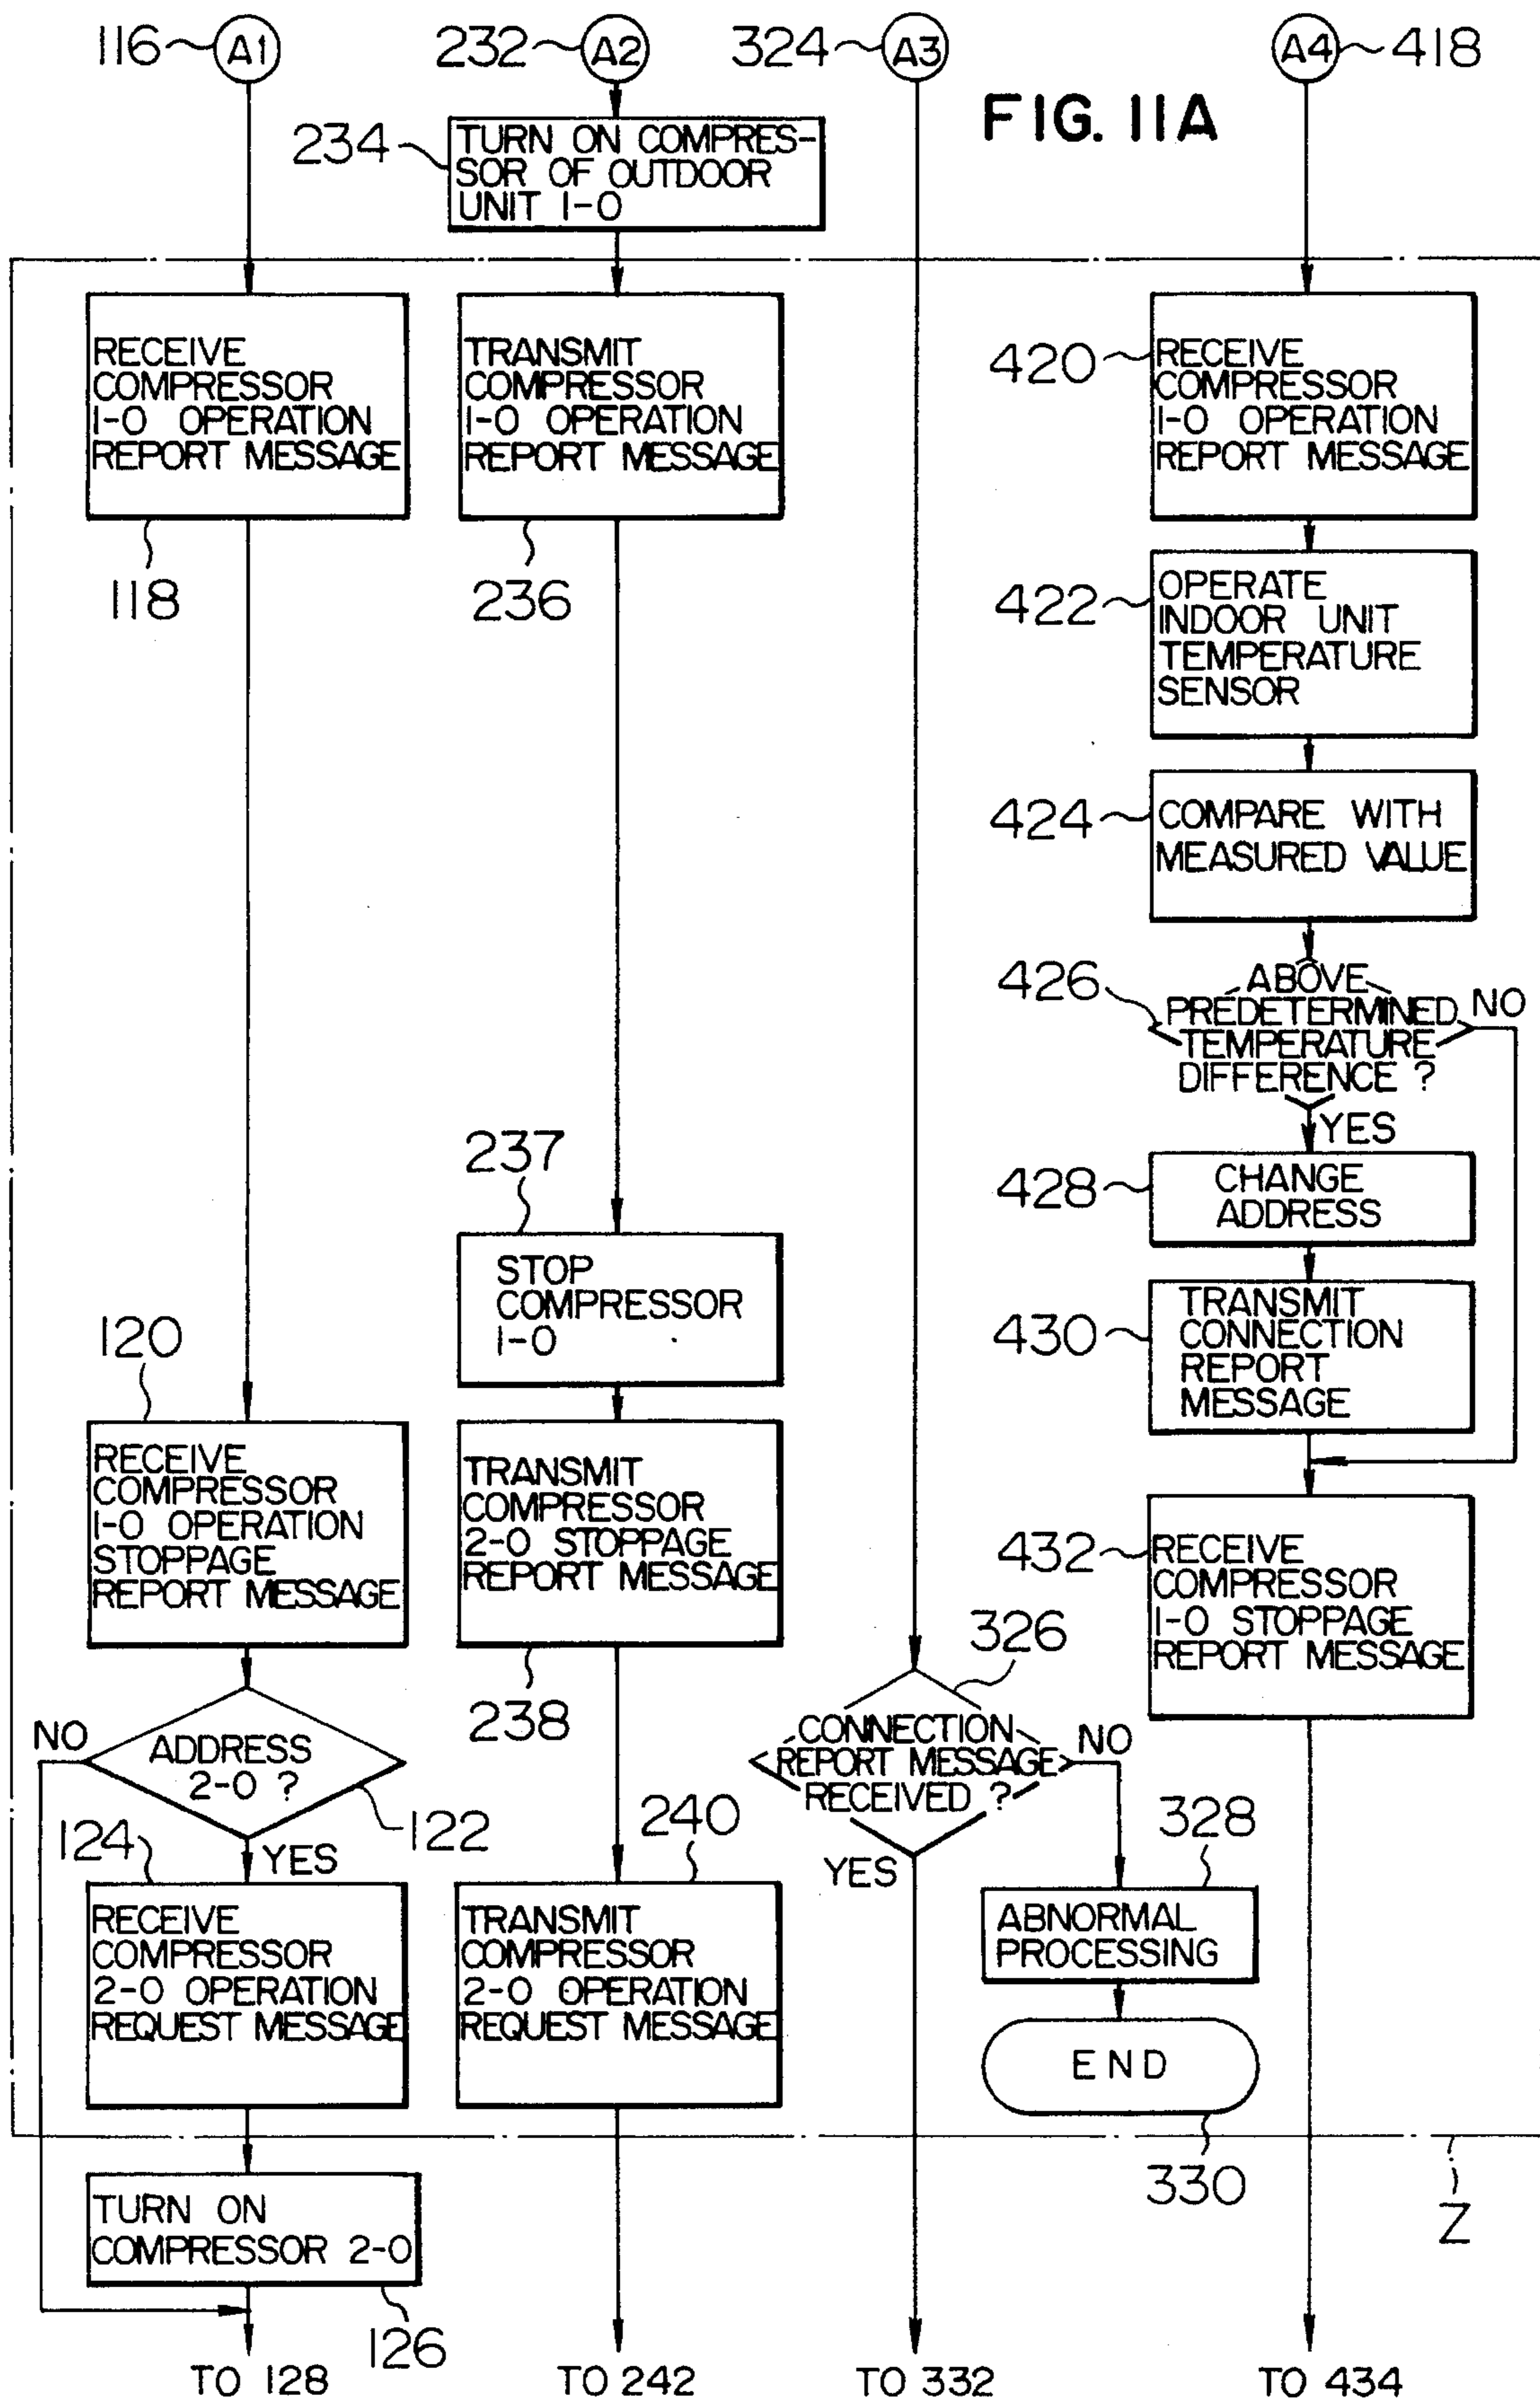 116 A1
232 A2
324 A3
A4 418
FIG. 11A
234
TURN ON COMPRES-
SOR OF OUTDOOR
UNIT 1-0
RECEIVE
COMPRESSOR
1-0 OPERATION
REPORT MESSAGE
118
TRANSMIT
COMPRESSOR
1-0 OPERATION
REPORT MESSAGE
236
420
RECEIVE
COMPRESSOR
1-0 OPERATION
REPORT MESSAGE
422
OPERATE
INDOOR UNIT
TEMPERATURE
SENSOR
424
COMPARE WITH
MEASURED VALUE
426
ABOVE
PREDETERMINED
TEMPERATURE
DIFFERENCE ?
NO
YES
237
STOP
COMPRESSOR
1-0
428
CHANGE
ADDRESS
430
TRANSMIT
CONNECTION
REPORT
MESSAGE
120
RECEIVE
COMPRESSOR
1-0 OPERATION
STOPPAGE
REPORT MESSAGE
TRANSMIT
COMPRESSOR
2-0 STOPPAGE
REPORT MESSAGE
238
432
RECEIVE
COMPRESSOR
1-0 STOPPAGE
REPORT MESSAGE
NO
ADDRESS
2-0 ?
122
YES
326
CONNECTION
REPORT MESSAGE
RECEIVED ?
NO
YES
124
RECEIVE
COMPRESSOR
2-0 OPERATION
REQUEST MESSAGE
240
TRANSMIT
COMPRESSOR
2-0 OPERATION
REQUEST MESSAGE
328
ABNORMAL
PROCESSING
END
330
Z
TURN ON
COMPRESSOR 2-0
126
TO 128
TO 242
TO 332
TO 434